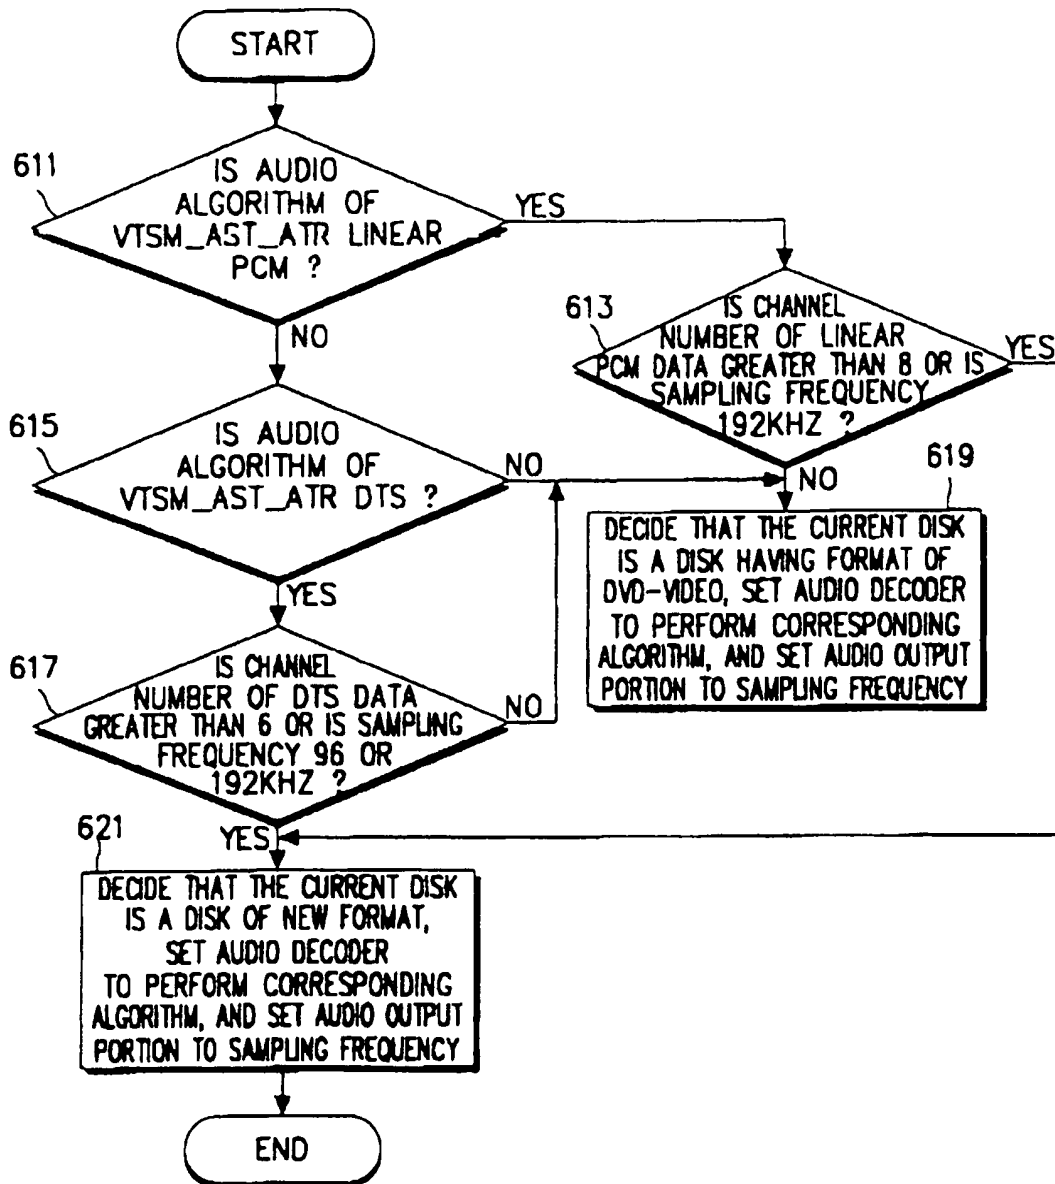 START
611
IS AUDIO
ALGORITHM OF
VTSM_AST_ATR LINEAR
PCM ?
YES
NO
613
IS CHANNEL
NUMBER OF LINEAR
PCM DATA GREATER THAN 8 OR IS
SAMPLING FREQUENCY
192KHZ ?
YES
NO
615
IS AUDIO
ALGORITHM OF
VTSM_AST_ATR DTS ?
NO
YES
619
DECIDE THAT THE CURRENT DISK
IS A DISK HAVING FORMAT OF
DVD-VIDEO, SET AUDIO DECODER
TO PERFORM CORRESPONDING
ALGORITHM, AND SET AUDIO OUTPUT
PORTION TO SAMPLING FREQUENCY
617
IS CHANNEL
NUMBER OF DTS DATA
GREATER THAN 6 OR IS SAMPLING
FREQUENCY 96 OR
192KHZ ?
NO
YES
621
DECIDE THAT THE CURRENT DISK
IS A DISK OF NEW FORMAT,
SET AUDIO DECODER
TO PERFORM CORRESPONDING
ALGORITHM, AND SET AUDIO OUTPUT
PORTION TO SAMPLING FREQUENCY
END